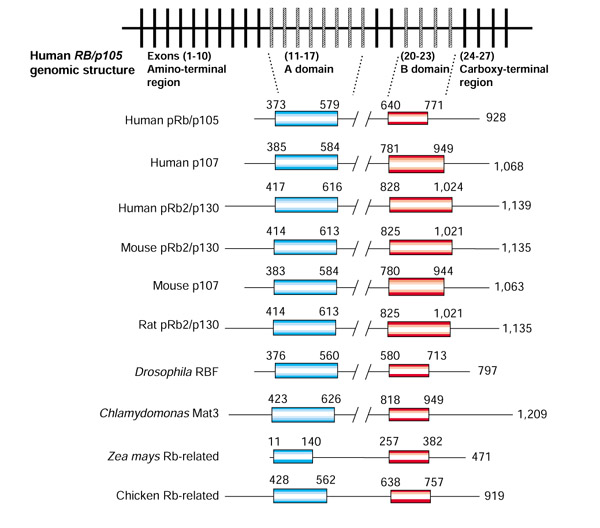 Human RB/p105 genomic structure
Exons (1-10) Amino-terminal region
(11-17) A domain
(20-23) B domain
(24-27) Carboxy-terminal region
373 579 640 771
Human pRb/p105 928
385 584 781 949
Human p107 1,068
417 616 828 1,024
Human pRb2/p130 1,139
414 613 825 1,021
Mouse pRb2/p130 1,135
383 584 780 944
Mouse p107 1,063
414 613 825 1,021
Rat pRb2/p130 1,135
376 560 580 713
Drosophila RBF 797
423 626 818 949
Chlamydomonas Mat3 1,209
11 140 257 382
Zea mays Rb-related 471
428 562 638 757
Chicken Rb-related 919